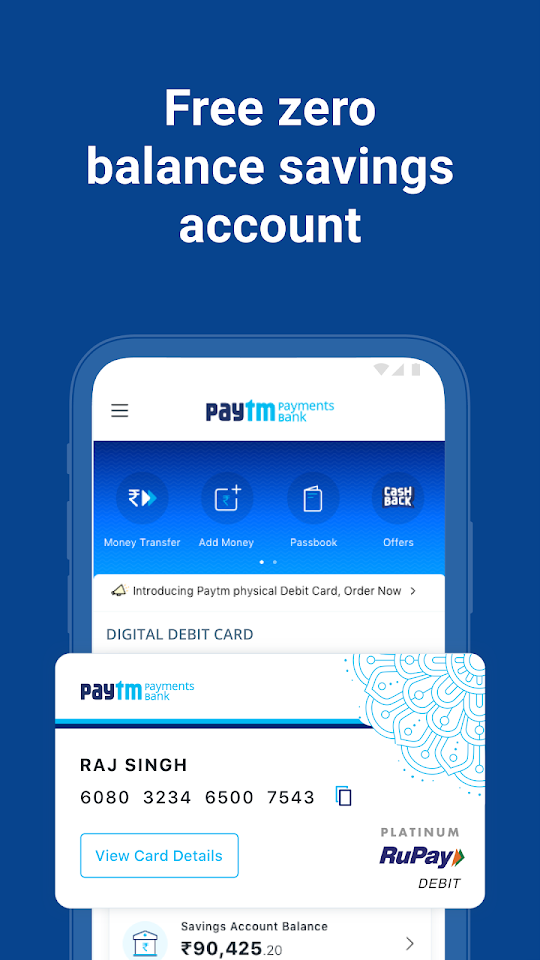 Free zero
balance savings
account
paytm Payments
Bank
Money Transfer Add Money Passbook CASH BACK Offers
Introducing Paytm physical Debit Card, Order Now >
DIGITAL DEBIT CARD
paytm Payments
Bank
RAJ SINGH
6080 3234 6500 7543
View Card Details
PLATINUM
RuPay
DEBIT
Savings Account Balance
₹90,425.20